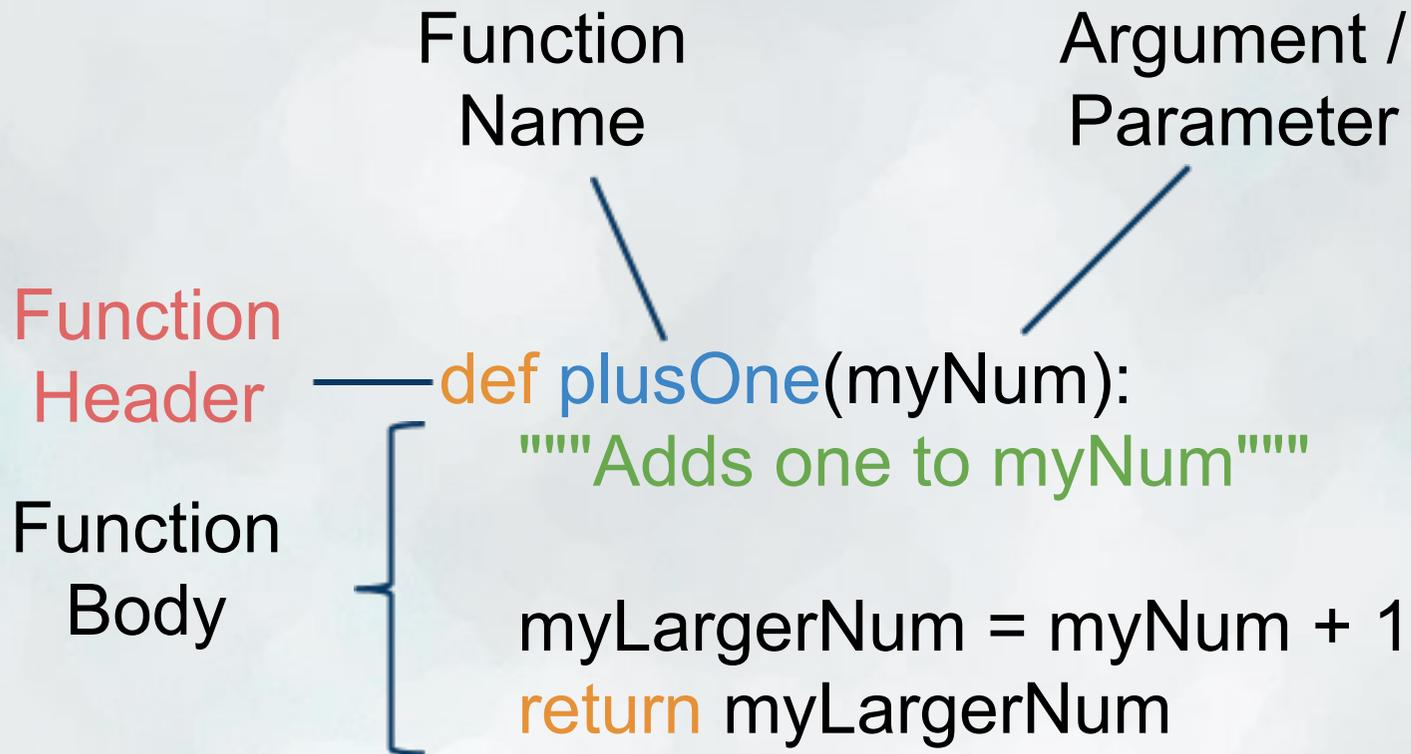 Function
Name
Argument /
Parameter
Function
Header
def plusOne(myNum):
"""Adds one to myNum"""
Function
Body
myLargerNum = myNum + 1
return myLargerNum